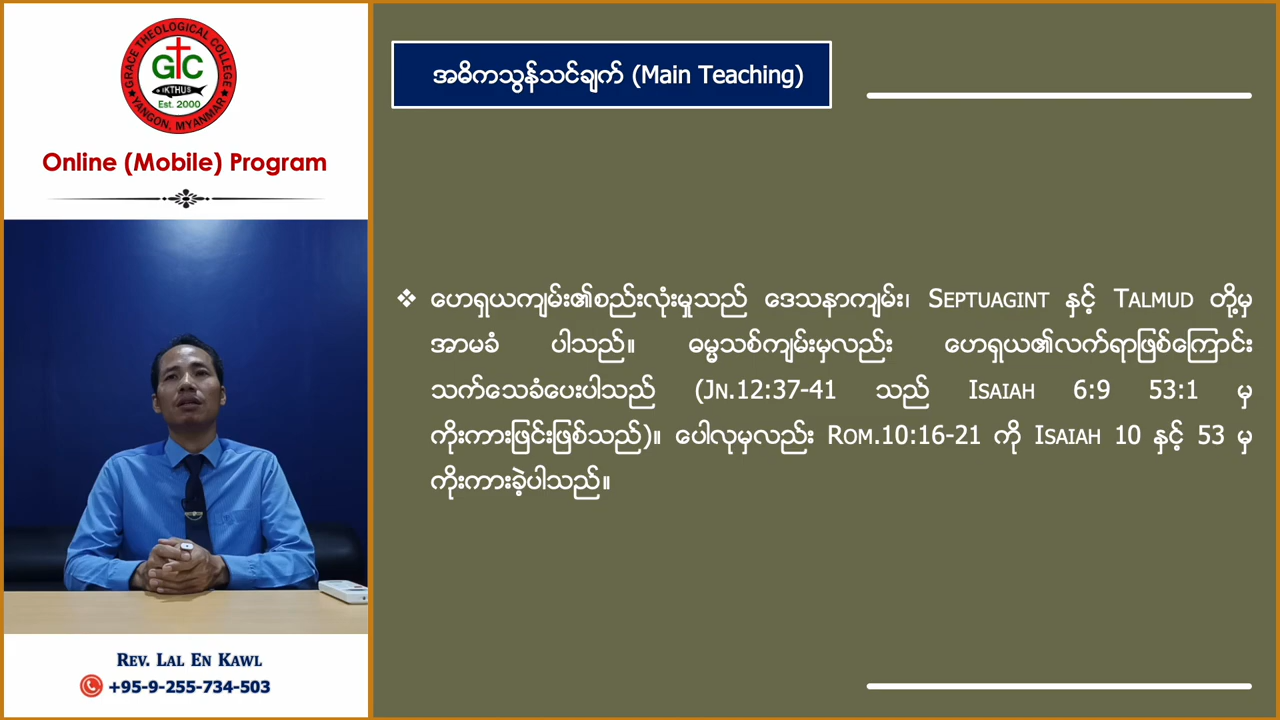 GRACE THEOLOGICAL COLLEGE
GTC
IKTHUS
Est. 2000
YANGON, MYANMAR
Online (Mobile) Program
REV. LAL EN KAWL
+95-9-255-734-503
အဓိကသွန်သင်ချက် (Main Teaching)
❖ ဟေရှယကျမ်း၏စည်းလုံးမှုသည် ဒေသနာကျမ်း၊ SEPTUAGINT နှင့် TALMUD တို့မှ
အာမခံ ပါသည်။ ဓမ္မသစ်ကျမ်းမှလည်း ဟေရှယ၏လက်ရာဖြစ်ကြောင်း
သက်သေခံပေးပါသည် (JN.12:37-41 သည် ISAIAH 6:9 53:1 မှ
ကိုးကားဖြင်းဖြစ်သည်)။ ပေါလုမှလည်း ROM.10:16-21 ကို ISAIAH 10 နှင့် 53 မှ
ကိုးကားခဲ့ပါသည်။